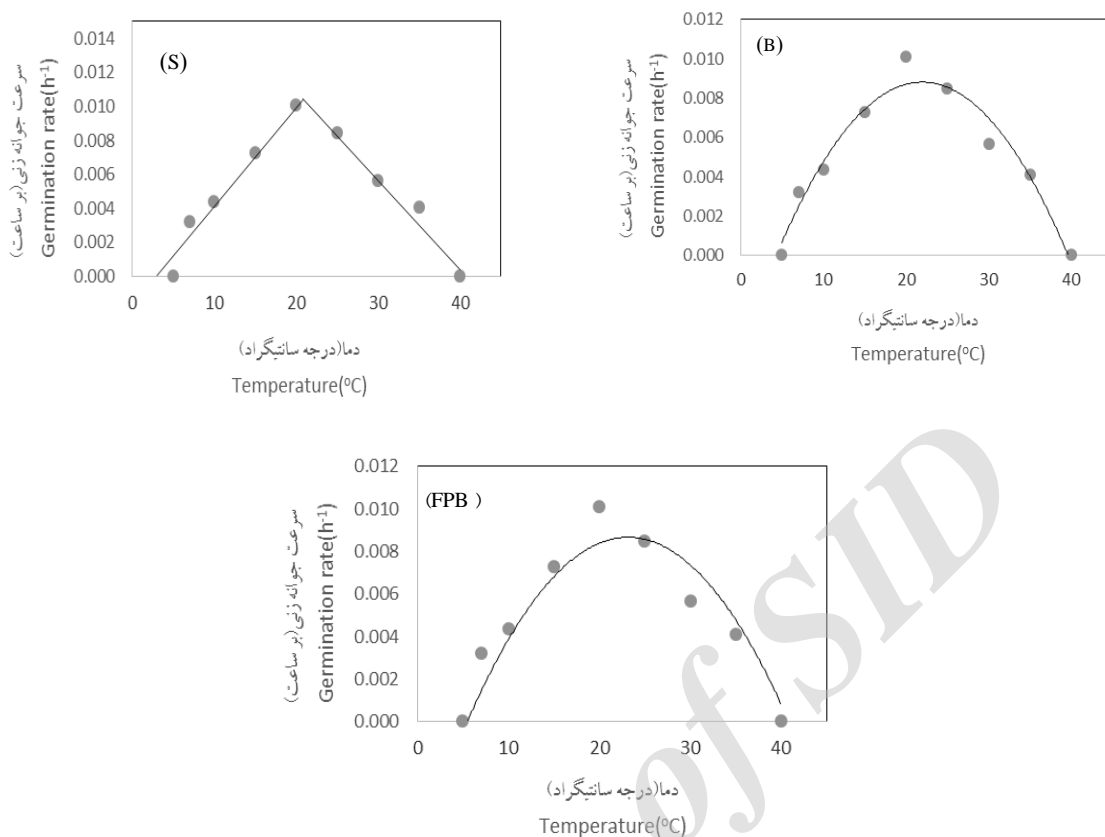 (S)
سرعت جوانه زنی(بر ساعت)
Germination rate(h⁻¹)
0.014
0.012
0.010
0.008
0.006
0.004
0.002
0.000
0 10 20 30 40
دما(درجه سانتیگراد)
Temperature(⁰C)
(B)
سرعت جوانه زنی(بر ساعت)
Germination rate(h⁻¹)
0.012
0.010
0.008
0.006
0.004
0.002
0.000
0 10 20 30 40
دما(درجه سانتیگراد)
Temperature(⁰C)
(FPB )
سرعت جوانه زنی(بر ساعت)
Germination rate(h⁻¹)
0.012
0.010
0.008
0.006
0.004
0.002
0.000
0 10 20 30 40
دما(درجه سانتیگراد)
Temperature(⁰C)
of SID